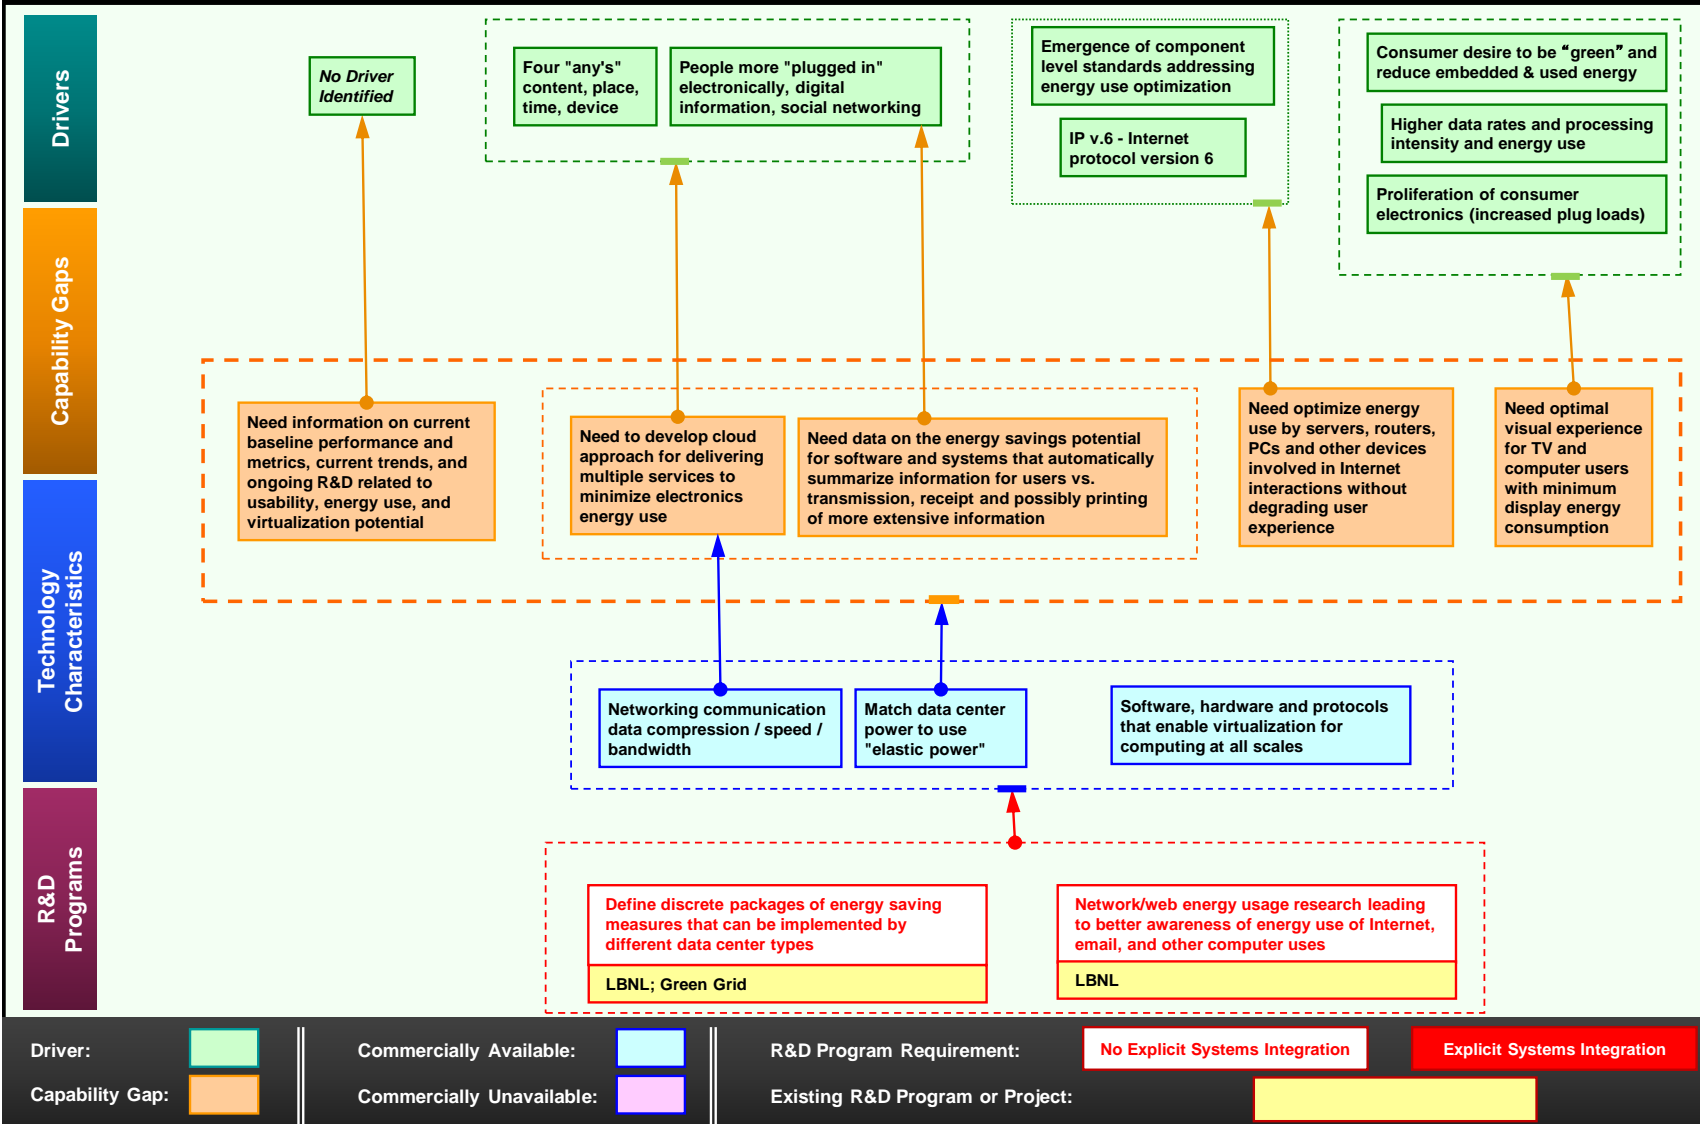 Drivers
No Driver
Identified
Four "any's"
content, place,
time, device
People more "plugged in"
electronically, digital
information, social networking
Emergence of component
level standards addressing
energy use optimization
IP v.6 - Internet
protocol version 6
Consumer desire to be “green” and
reduce embedded & used energy
Higher data rates and processing
intensity and energy use
Proliferation of consumer
electronics (increased plug loads)
Capability Gaps
Need information on current
baseline performance and
metrics, current trends, and
ongoing R&D related to
usability, energy use, and
virtualization potential
Need to develop cloud
approach for delivering
multiple services to
minimize electronics
energy use
Need data on the energy savings potential
for software and systems that automatically
summarize information for users vs.
transmission, receipt and possibly printing
of more extensive information
Need optimize energy
use by servers, routers,
PCs and other devices
involved in Internet
interactions without
degrading user
experience
Need optimal
visual experience
for TV and
computer users
with minimum
display energy
consumption
Technology
Characteristics
Networking communication
data compression / speed /
bandwidth
Match data center
power to use
"elastic power"
Software, hardware and protocols
that enable virtualization for
computing at all scales
R&D
Programs
Define discrete packages of energy saving
measures that can be implemented by
different data center types
LBNL; Green Grid
Network/web energy usage research leading
to better awareness of energy use of Internet,
email, and other computer uses
LBNL
Driver:
Capability Gap:
Commercially Available:
Commercially Unavailable:
R&D Program Requirement:
No Explicit Systems Integration
Explicit Systems Integration
Existing R&D Program or Project: